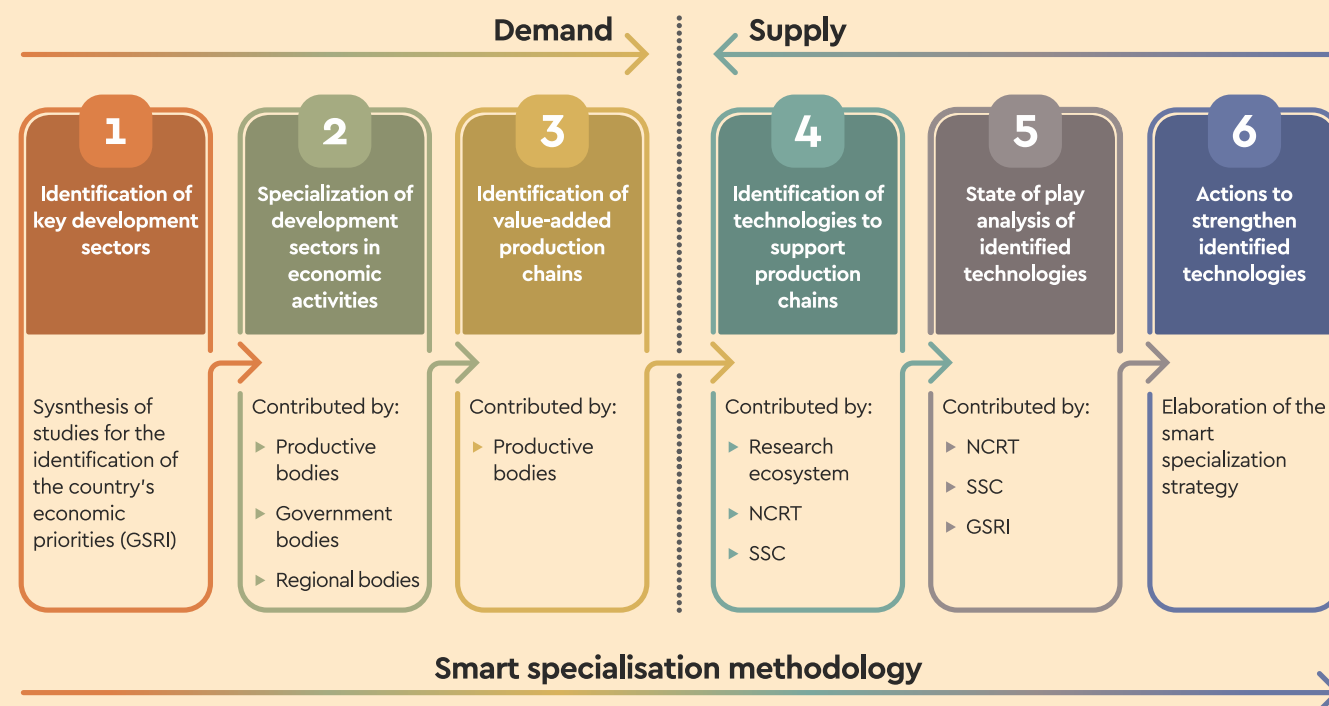 Demand
Supply
1
Identification of
key development
sectors
Sysnthesis of
studies for the
identification of
the country's
economic
priorities (GSRI)
2
Specialization of
development
sectors in
economic
activities
Contributed by:
Productive
bodies
Government
bodies
Regional bodies
3
Identification of
value-added
production
chains
Contributed by:
Productive
bodies
4
Identification of
technologies to
support
production
chains
Contributed by:
Research
ecosystem
NCRT
SSC
5
State of play
analysis of
identified
technologies
Contributed by:
NCRT
SSC
GSRI
6
Actions to
strengthen
identified
technologies
Elaboration of the
smart
specialization
strategy
Smart specialisation methodology